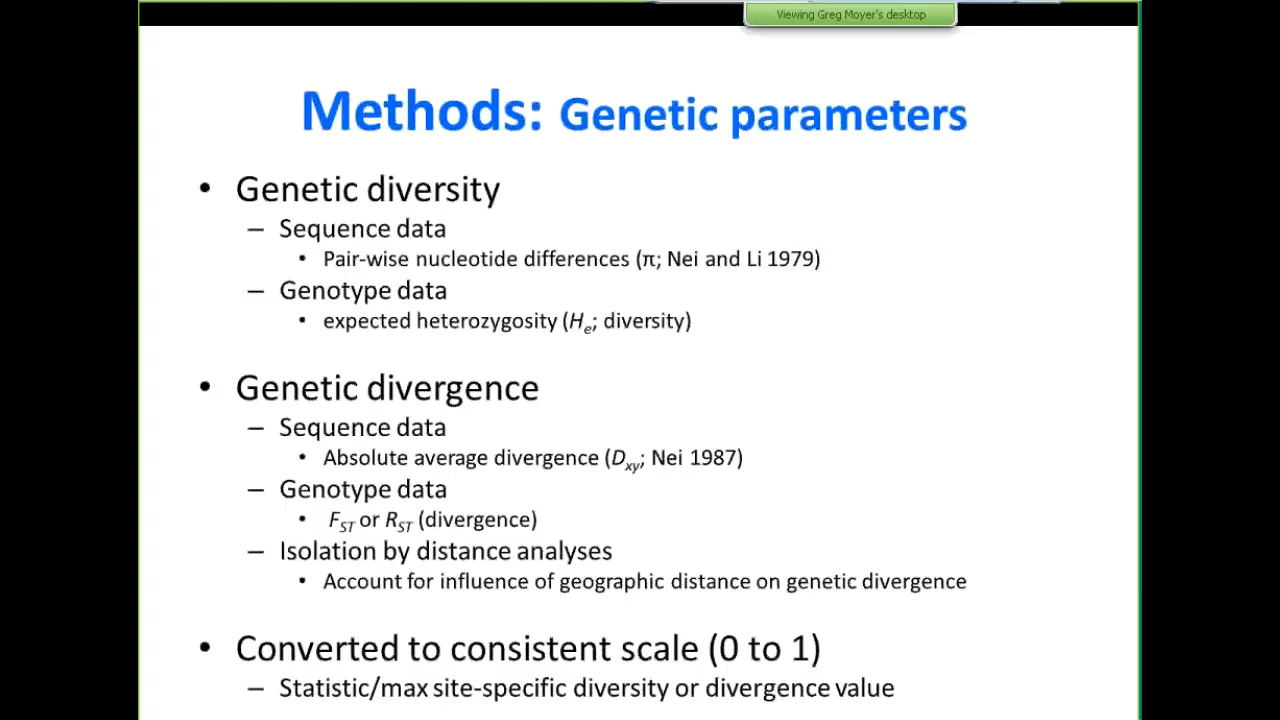 Viewing Greg Moyer's desktop
Methods: Genetic parameters
• Genetic diversity
– Sequence data
• Pair-wise nucleotide differences (π; Nei and Li 1979)
– Genotype data
• expected heterozygosity (He; diversity)
• Genetic divergence
– Sequence data
• Absolute average divergence (Dxy; Nei 1987)
– Genotype data
• FST or RST (divergence)
– Isolation by distance analyses
• Account for influence of geographic distance on genetic divergence
• Converted to consistent scale (0 to 1)
– Statistic/max site-specific diversity or divergence value